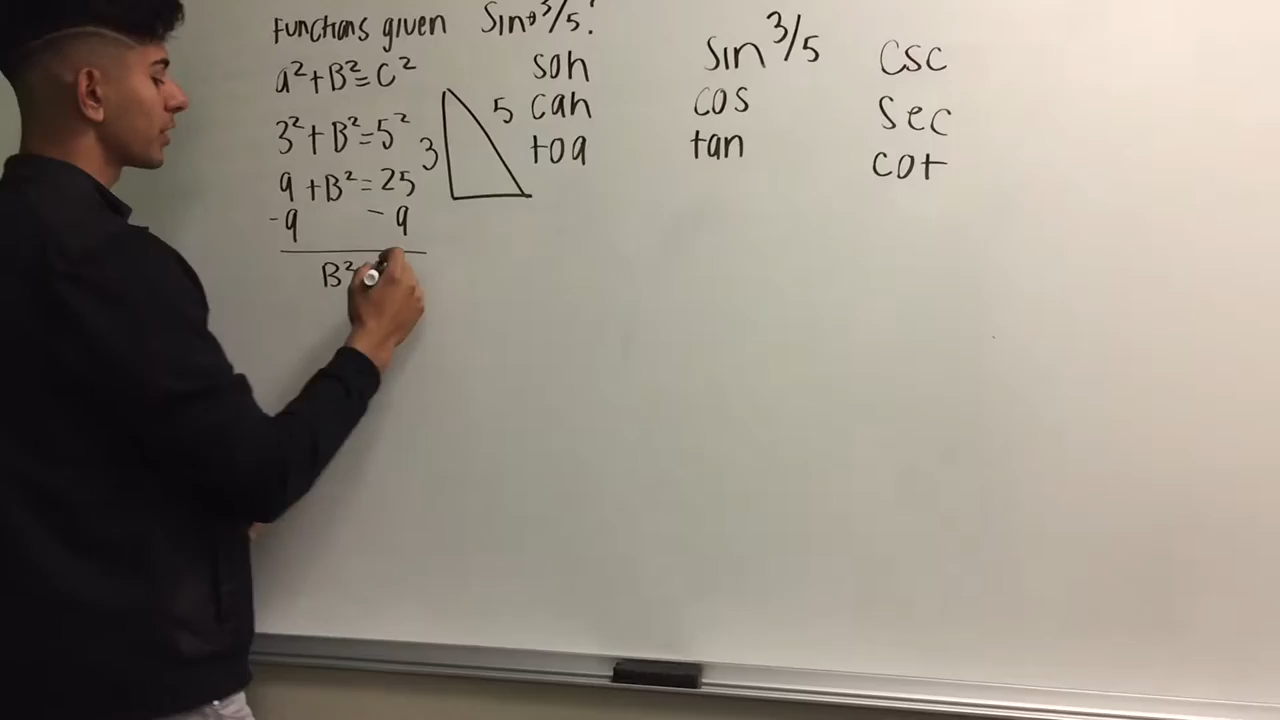 Functions given Sinθ 3/5?
a²+B²=C²
3²+B²=5²
9+B²=25
-9 -9
B²
3
5
soh
cah
toa
sin 3/5
cos
tan
csc
sec
cot